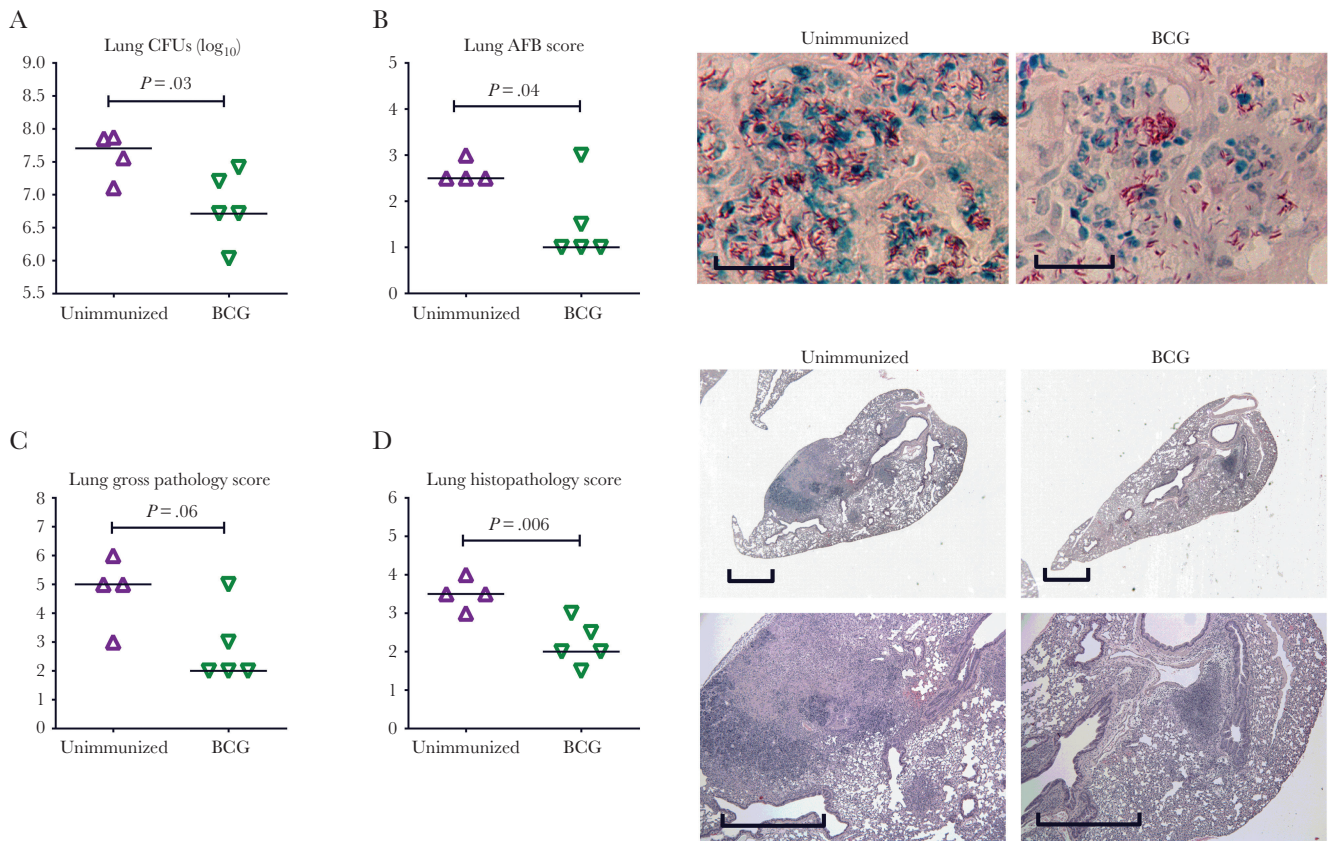 A
Lung CFUs (log10)
9.0
8.5
8.0
7.5
7.0
6.5
6.0
5.5
P = .03
Unimmunized BCG
B
Lung AFB score
5
4
3
2
1
0
P = .04
Unimmunized BCG
Unimmunized BCG
C
Lung gross pathology score
8
7
6
5
4
3
2
1
0
P = .06
Unimmunized BCG
D
Lung histopathology score
6
5
4
3
2
1
0
P = .006
Unimmunized BCG
Unimmunized BCG